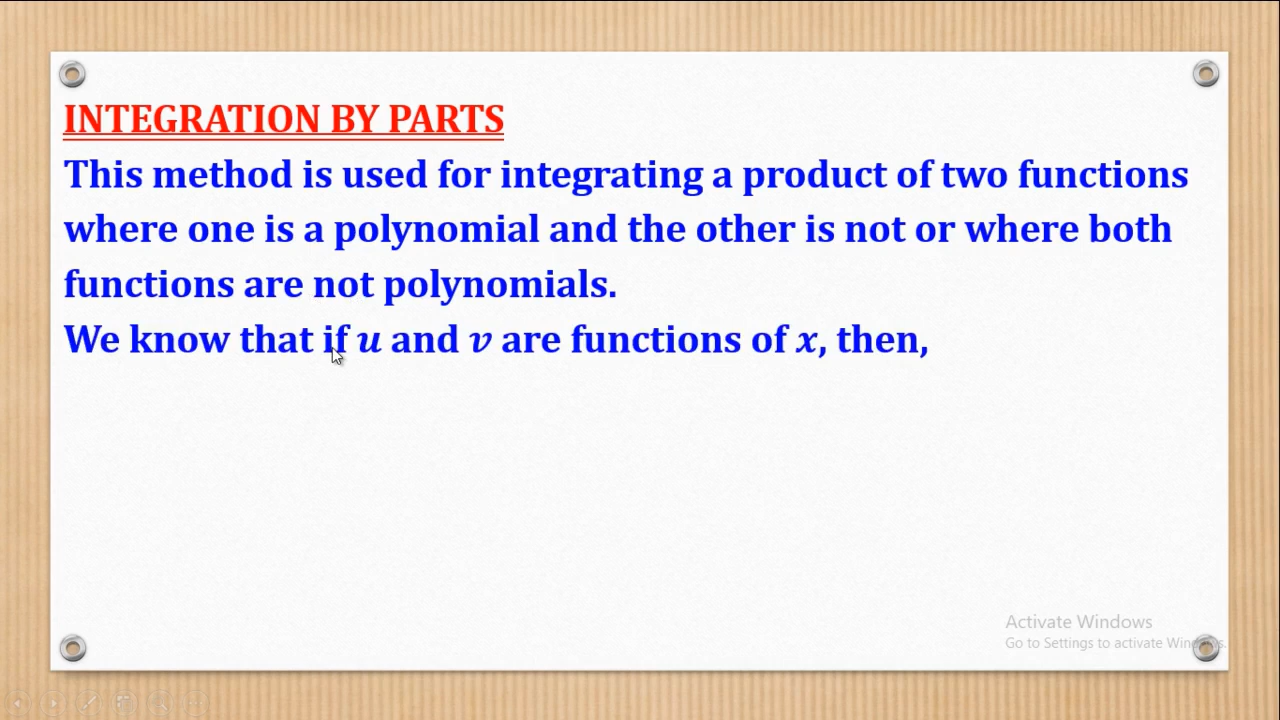 INTEGRATION BY PARTS
This method is used for integrating a product of two functions
where one is a polynomial and the other is not or where both
functions are not polynomials.
We know that if u and v are functions of x, then,
Activate Windows
Go to Settings to activate Windows.